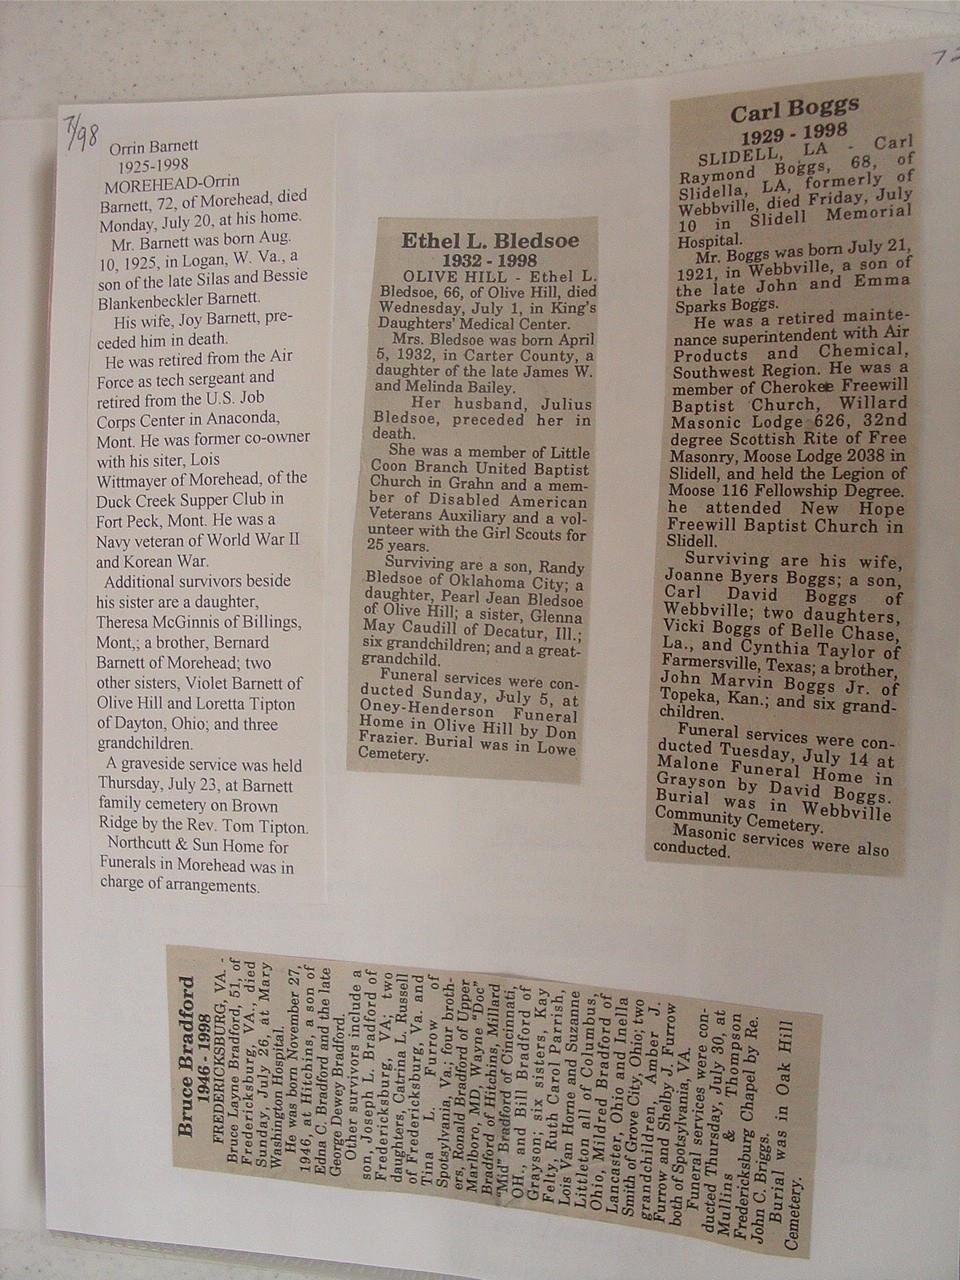 7/98
Orrin Barnett
1925-1998
MOREHEAD-Orrin
Barnett, 72, of Morehead, died
Monday, July 20, at his home.
Mr. Barnett was born Aug.
10, 1925, in Logan, W. Va., a
son of the late Silas and Bessie
Blankenbeckler Barnett.
His wife, Joy Barnett, pre-
ceded him in death.
He was retired from the Air
Force as tech sergeant and
retired from the U.S. Job
Corps Center in Anaconda,
Mont. He was former co-owner
with his siter, Lois
Wittmayer of Morehead, of the
Duck Creek Supper Club in
Fort Peck, Mont. He was a
Navy veteran of World War II
and Korean War.
Additional survivors beside
his sister are a daughter,
Theresa McGinnis of Billings,
Mont,; a brother, Bernard
Barnett of Morehead; two
other sisters, Violet Barnett of
Olive Hill and Loretta Tipton
of Dayton, Ohio; and three
grandchildren.
A graveside service was held
Thursday, July 23, at Barnett
family cemetery on Brown
Ridge by the Rev. Tom Tipton.
Northcutt & Sun Home for
Funerals in Morehead was in
charge of arrangements.
Ethel L. Bledsoe
1932 - 1998
OLIVE HILL - Ethel L.
Bledsoe, 66, of Olive Hill, died
Wednesday, July 1, in King's
Daughters' Medical Center.
Mrs. Bledsoe was born April
5, 1932, in Carter County, a
daughter of the late James W.
and Melinda Bailey.
Her husband, Julius
Bledsoe, preceded her in
death.
She was a member of Little
Coon Branch United Baptist
Church in Grahn and a mem-
ber of Disabled American
Veterans Auxiliary and a vol-
unteer with the Girl Scouts for
25 years.
Surviving are a son, Randy
Bledsoe of Oklahoma City; a
daughter, Pearl Jean Bledsoe
of Olive Hill; a sister, Glenna
May Caudill of Decatur, Ill.;
six grandchildren; and a great-
grandchild.
Funeral services were con-
ducted Sunday, July 5, at
Oney-Henderson Funeral
Home in Olive Hill by Don
Frazier. Burial was in Lowe
Cemetery.
Carl Boggs
1929 - 1998
SLIDELL, LA - Carl
Raymond Boggs, 68, of
Slidella, LA, formerly of
Webbville, died Friday, July
10 in Slidell Memorial
Hospital.
Mr. Boggs was born July 21,
1921, in Webbville, a son of
the late John and Emma
Sparks Boggs.
He was a retired mainte-
nance superintendent with Air
Products and Chemical,
Southwest Region. He was a
member of Cherokee Freewill
Baptist Church, Willard
Masonic Lodge 626, 32nd
degree Scottish Rite of Free
Masonry, Moose Lodge 2038 in
Slidell, and held the Legion of
Moose 116 Fellowship Degree.
he attended New Hope
Freewill Baptist Church in
Slidell.
Surviving are his wife,
Joanne Byers Boggs; a son,
Carl David Boggs of
Webbville; two daughters,
Vicki Boggs of Belle Chase,
La., and Cynthia Taylor of
Farmersville, Texas; a brother,
John Marvin Boggs Jr. of
Topeka, Kan.; and six grand-
children.
Funeral services were con-
ducted Tuesday, July 14 at
Malone Funeral Home in
Grayson by David Boggs.
Burial was in Webbville
Community Cemetery.
Masonic services were also
conducted.
Bruce Bradford
1946 - 1998
FREDERICKSBURG, VA. -
Bruce Layne Bradford, 51, of
Fredericksburg, VA., died
Sunday, July 26, at Mary
Washington Hospital.
He was born November 27,
1946, at Hitchins, a son of
Edna C. Bradford and the late
George Dewey Bradford.
Other survivors include a
son, Joseph L. Bradford of
Fredericksburg, VA; two
daughters, Catrina L. Russell
of Fredericksburg, Va. and
Tina L. Furrow of
Spotsylvania, Va.; four broth-
ers, Ronald Bradford of Upper
Marlboro, MD, Wayne "Doc"
Bradford of Hitchins, Millard
"Mid" Bradford of Cincinnati,
OH., and Bill Bradford of
Grayson; six sisters, Kay
Felty, Ruth Carol Parrish,
Lois Van Horne and Suzanne
Littleton all of Columbus,
Ohio, Mildred Bradford of
Lancaster, Ohio and Inella
Smith of Grove City, Ohio; two
grandchildren, Amber J.
Furrow and Shelby J. Furrow
both of Spotsylvania, VA.
Funeral services were con-
ducted Thursday, July 30, at
Mullins & Thompson
Fredericksburg Chapel by Re.
John C. Briggs.
Burial was in Oak Hill
Cemetery.